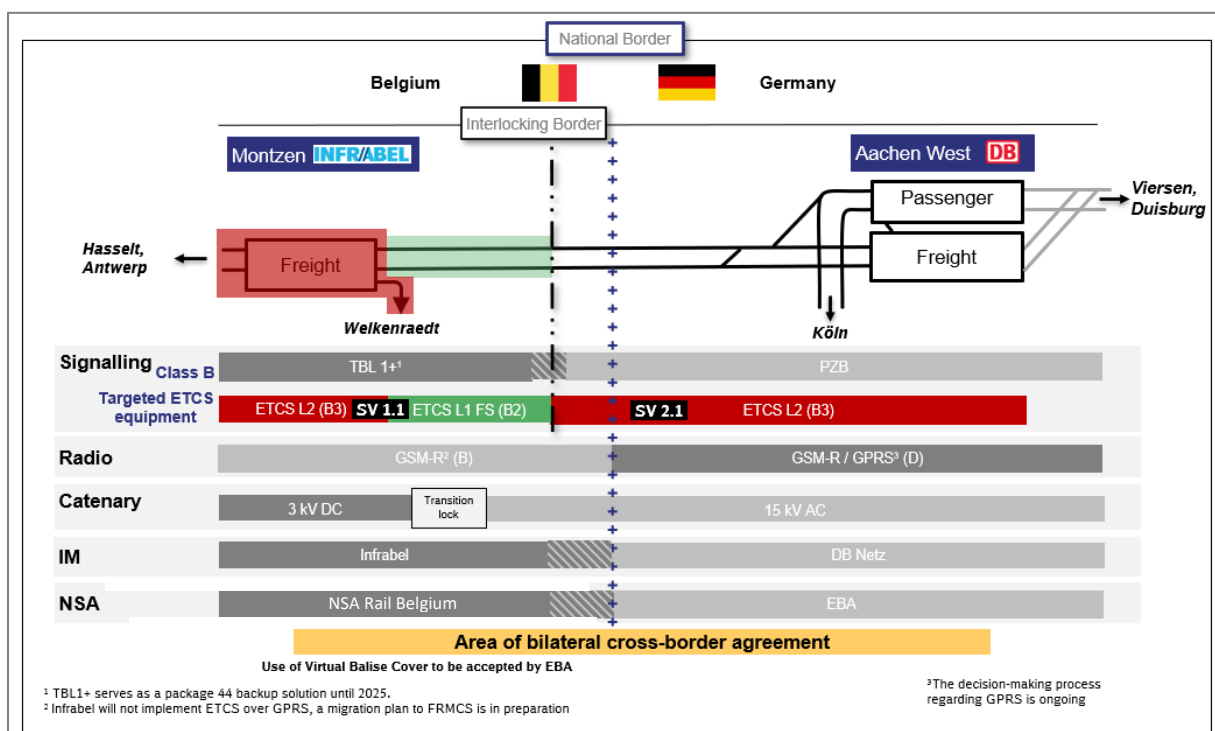 National Border
Belgium
Germany
Interlocking Border
Montzen INFRABEL
Aachen West DB
Passenger
Viersen,
Duisburg
Hasselt,
Antwerp
Freight
Freight
Welkenraedt
Köln
Signalling Class B
TBL 1+¹
PZB
Targeted ETCS
equipment
ETCS L2 (B3) SV 1.1 ETCS L1 FS (B2)
SV 2.1 ETCS L2 (B3)
Radio
GSM-R² (B)
GSM-R / GPRS³ (D)
Catenary
3 kV DC
Transition
lock
15 kV AC
IM
Infrabel
DB Netz
NSA
NSA Rail Belgium
EBA
Area of bilateral cross-border agreement
Use of Virtual Balise Cover to be accepted by EBA
¹ TBL1+ serves as a package 44 backup solution until 2025.
² Infrabel will not implement ETCS over GPRS, a migration plan to FRMCS is in preparation
³The decision-making process
regarding GPRS is ongoing